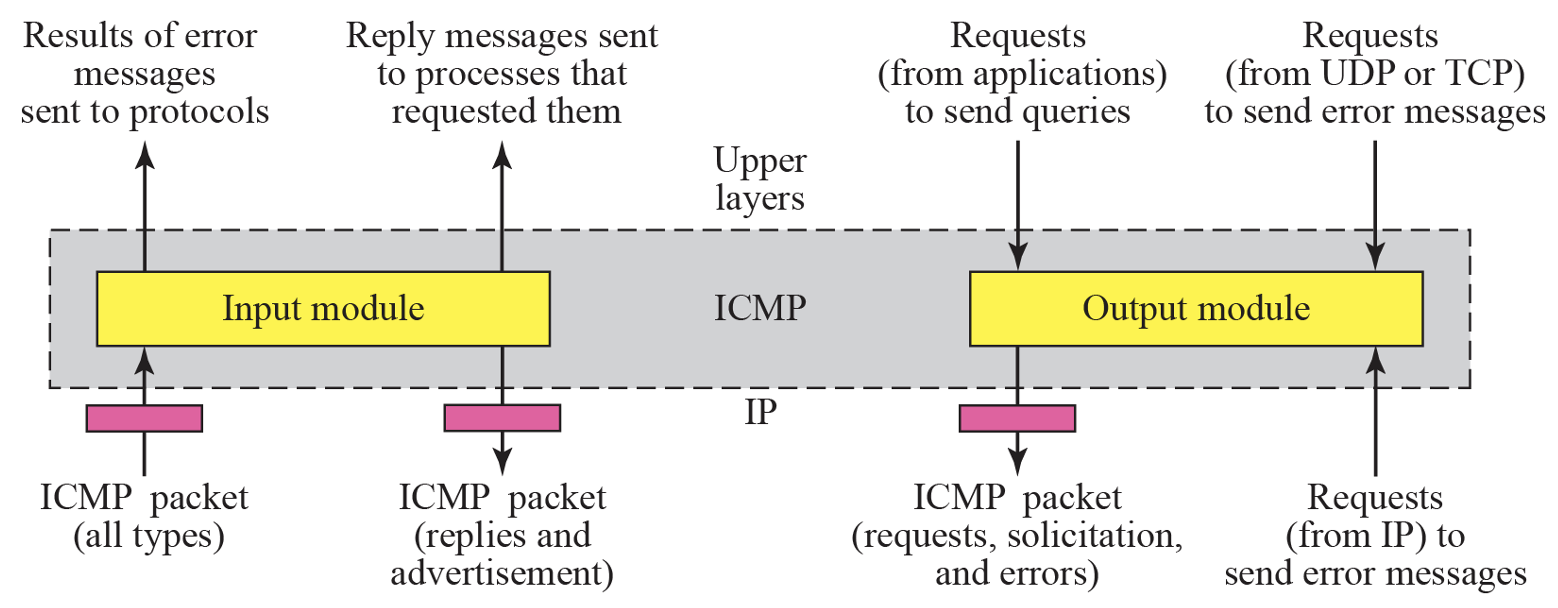 Results of error
messages
sent to protocols
Reply messages sent
to processes that
requested them
Requests
(from applications)
to send queries
Requests
(from UDP or TCP)
to send error messages
Upper
layers
Input module
ICMP
Output module
IP
ICMP packet
(all types)
ICMP packet
(replies and
advertisement)
ICMP packet
(requests, solicitation,
and errors)
Requests
(from IP) to
send error messages